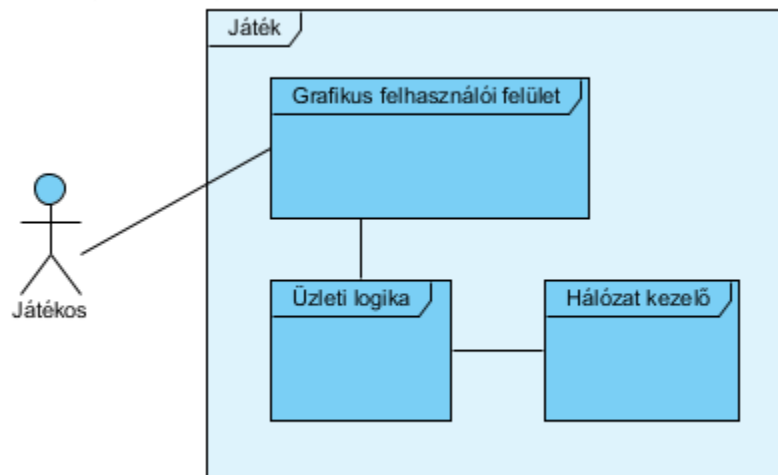 Játék
Grafikus felhasználói felület
Játékos
Üzleti logika
Hálózat kezelő